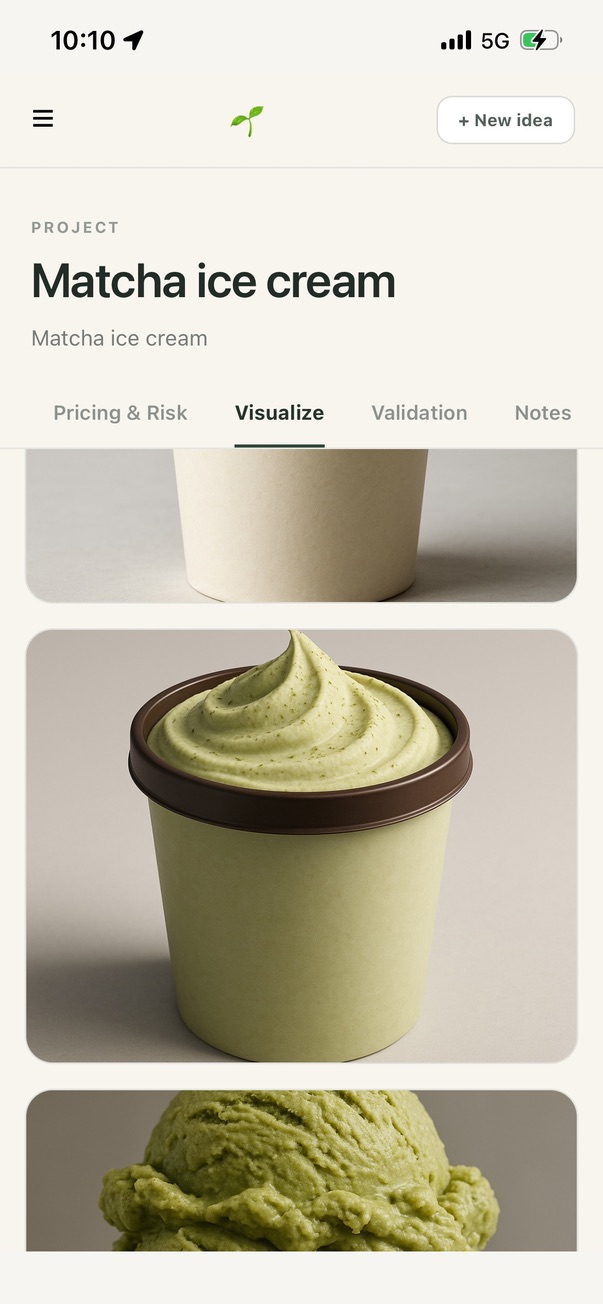 10:10 5G
+ New idea
PROJECT
Matcha ice cream
Matcha ice cream
Pricing & Risk Visualize Validation Notes